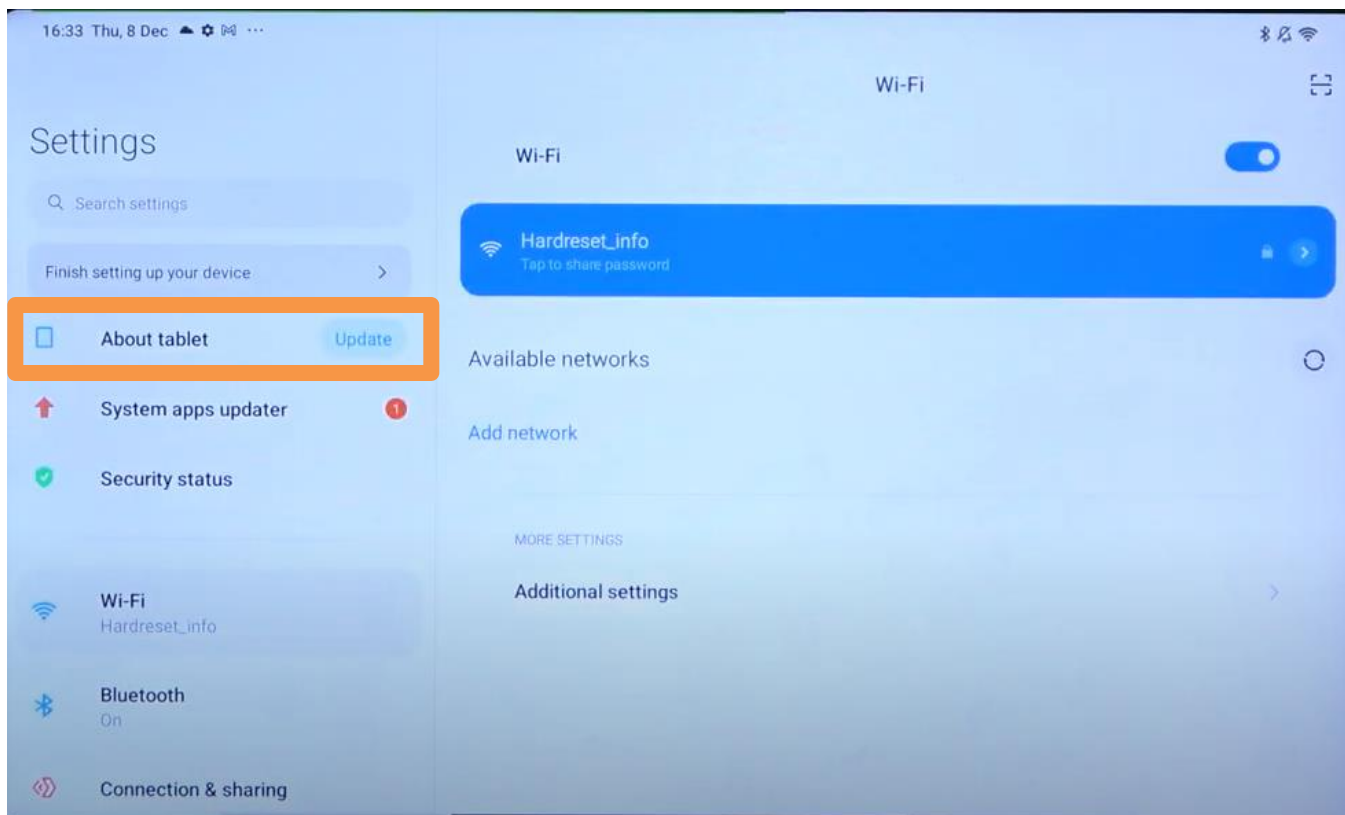 16:33 Thu, 8 Dec ···
Settings
Search settings
Finish setting up your device
About tablet Update
System apps updater 1
Security status
Wi-Fi
Hardreset_info
Bluetooth
On
Connection & sharing
Wi-Fi
Wi-Fi
Hardreset_info
Tap to share password
Available networks
Add network
MORE SETTINGS
Additional settings